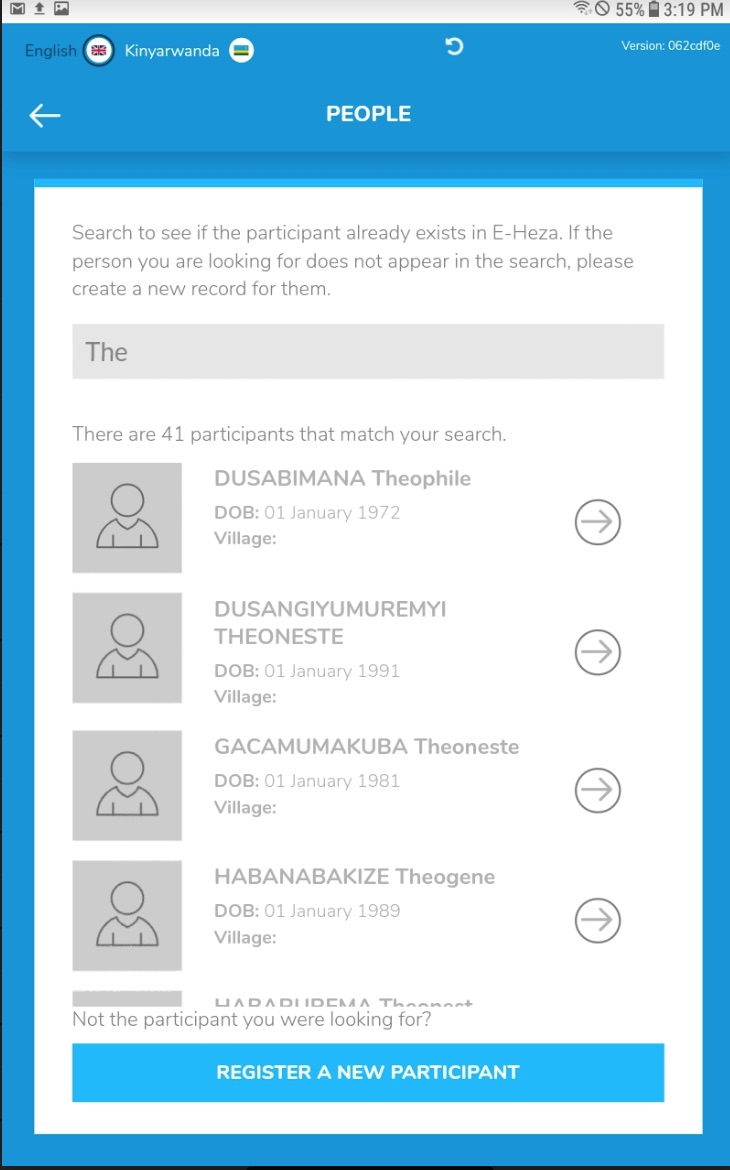 55% 3:19 PM
English Kinyarwanda Version: 062cdf0e
PEOPLE
Search to see if the participant already exists in E-Heza. If the
person you are looking for does not appear in the search, please
create a new record for them.
The
There are 41 participants that match your search.
DUSABIMANA Theophile
DOB: 01 January 1972
Village:
DUSANGIYUMUREMYI
THEONESTE
DOB: 01 January 1991
Village:
GACAMUMAKUBA Theoneste
DOB: 01 January 1981
Village:
HABANABAKIZE Theogene
DOB: 01 January 1989
Village:
Not the participant you were looking for?
REGISTER A NEW PARTICIPANT